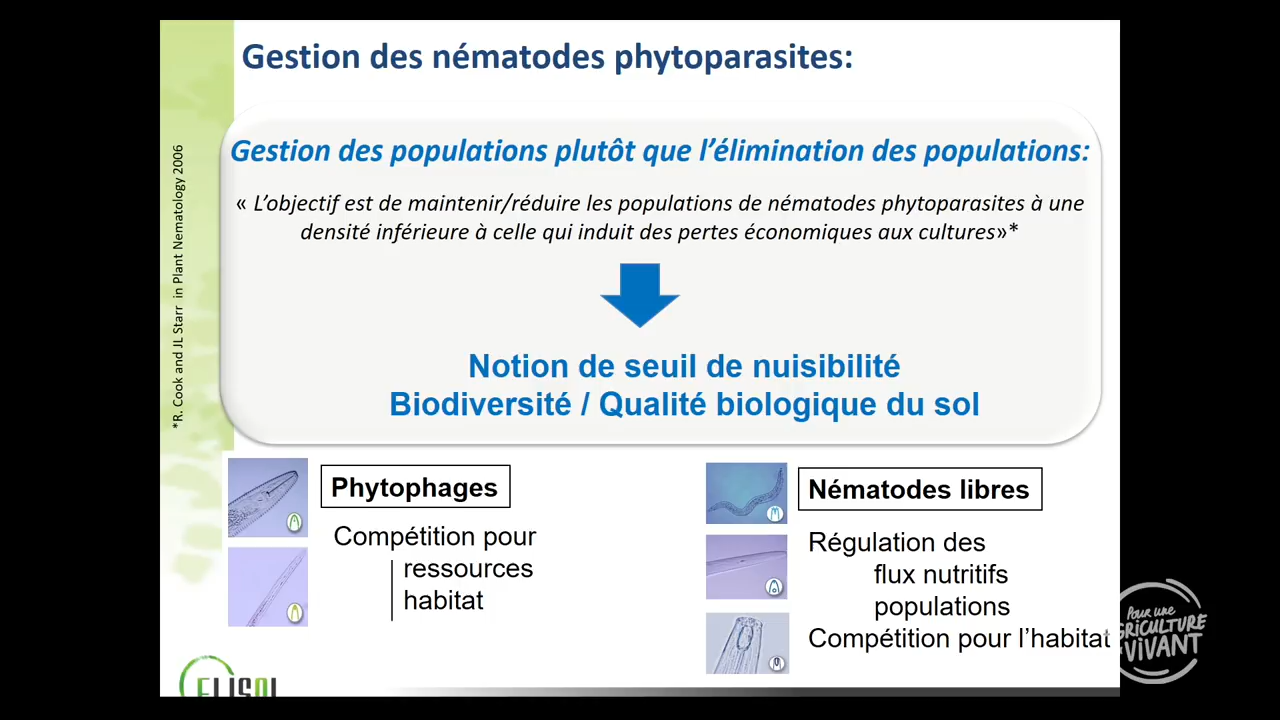 Gestion des nématodes phytoparasites:
Gestion des populations plutôt que l'élimination des populations:
« L'objectif est de maintenir/réduire les populations de nématodes phytoparasites à une
densité inférieure à celle qui induit des pertes économiques aux cultures»*
Notion de seuil de nuisibilité
Biodiversité / Qualité biologique du sol
*R. Cook and JL Starr in Plant Nematology 2006
Phytophages
Compétition pour
ressources
habitat
Nématodes libres
Régulation des
flux nutritifs
populations
Compétition pour l'habitat
POUR UNE
AGRICULTURE
DU VIVANT
ELISOL